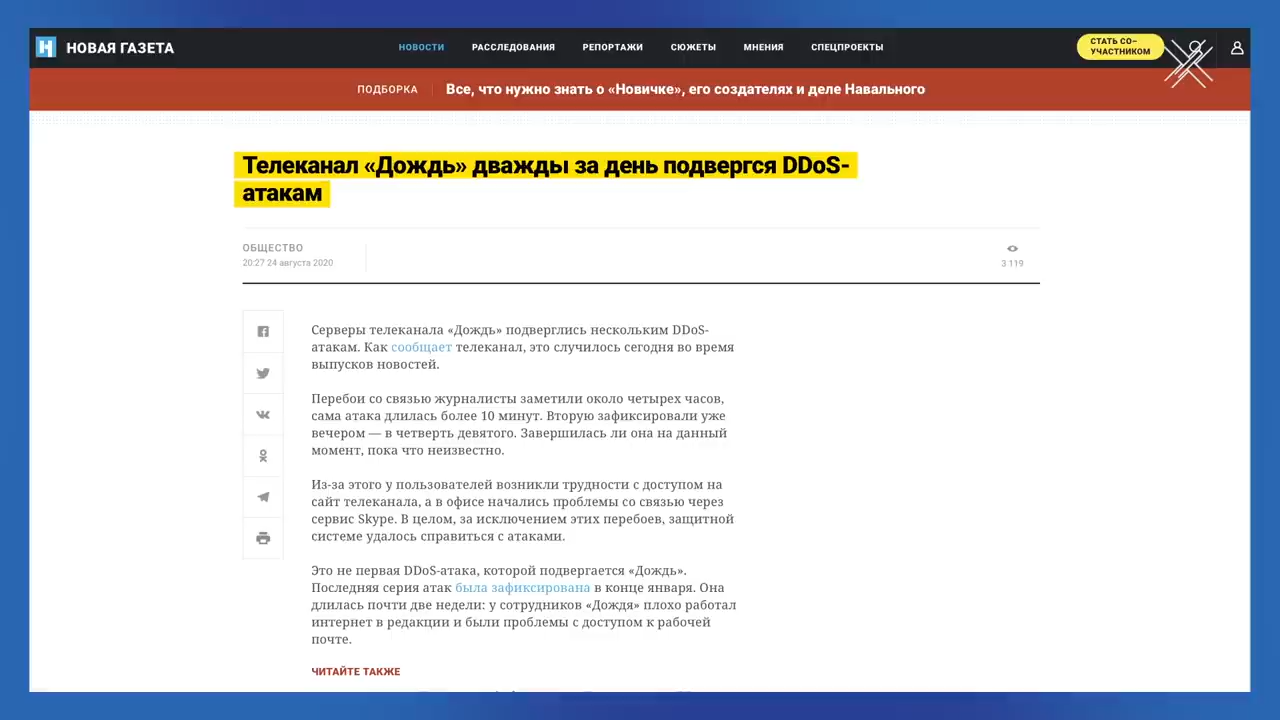 НОВАЯ ГАЗЕТА
НОВОСТИ РАССЛЕДОВАНИЯ РЕПОРТАЖИ СЮЖЕТЫ МНЕНИЯ СПЕЦПРОЕКТЫ
СТАТЬ СО-
УЧАСТНИКОМ
ПОДБОРКА Все, что нужно знать о «Новичке», его создателях и деле Навального
Телеканал «Дождь» дважды за день подвергся DDoS-
атакам
ОБЩЕСТВО
20:27 24 августа 2020
3 119
Серверы телеканала «Дождь» подверглись нескольким DDoS-
атакам. Как сообщает телеканал, это случилось сегодня во время
выпусков новостей.
Перебои со связью журналисты заметили около четырех часов,
сама атака длилась более 10 минут. Вторую зафиксировали уже
вечером — в четверть девятого. Завершилась ли она на данный
момент, пока что неизвестно.
Из-за этого у пользователей возникли трудности с доступом на
сайт телеканала, а в офисе начались проблемы со связью через
сервис Skype. В целом, за исключением этих перебоев, защитной
системе удалось справиться с атаками.
Это не первая DDoS-атака, которой подвергается «Дождь».
Последняя серия атак была зафиксирована в конце января. Она
длилась почти две недели: у сотрудников «Дождя» плохо работал
интернет в редакции и были проблемы с доступом к рабочей
почте.
ЧИТАЙТЕ ТАКЖЕ